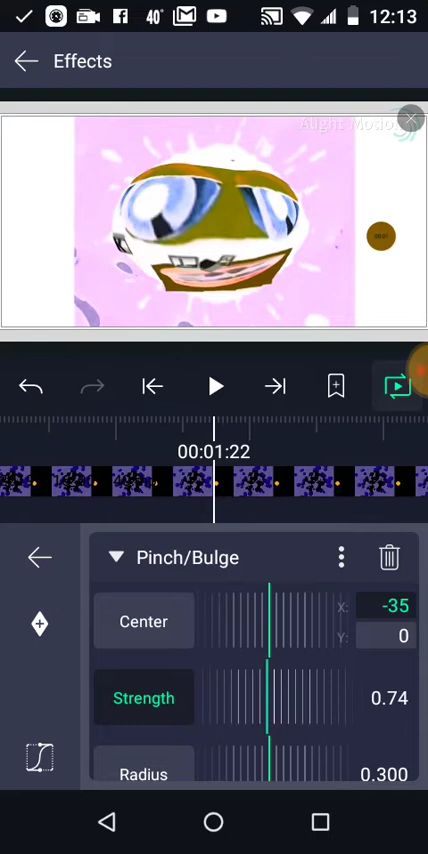 40° 12:13
Effects
Alight Motion
00:01:22
Pinch/Bulge
Center X: -35
Y: 0
Strength 0.74
Radius 0.300